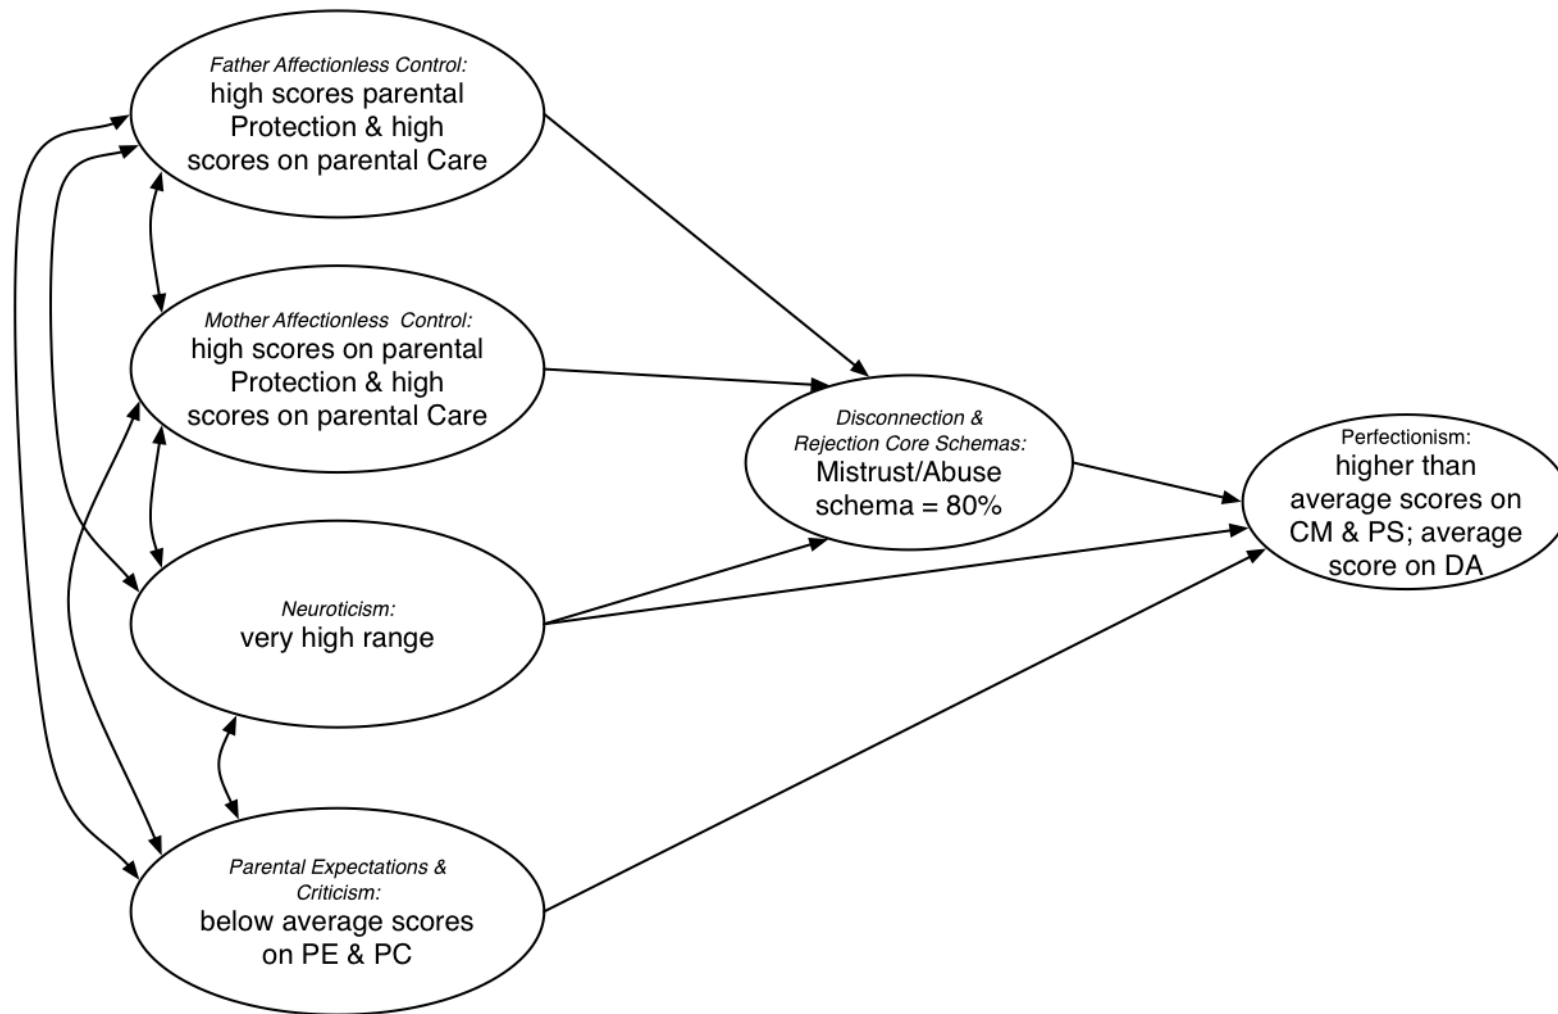 Father Affectionless Control:
high scores parental
Protection & high
scores on parental Care
Mother Affectionless Control:
high scores on parental
Protection & high
scores on parental Care
Neuroticism:
very high range
Parental Expectations &
Criticism:
below average scores
on PE & PC
Disconnection &
Rejection Core Schemas:
Mistrust/Abuse
schema = 80%
Perfectionism:
higher than
average scores on
CM & PS; average
score on DA